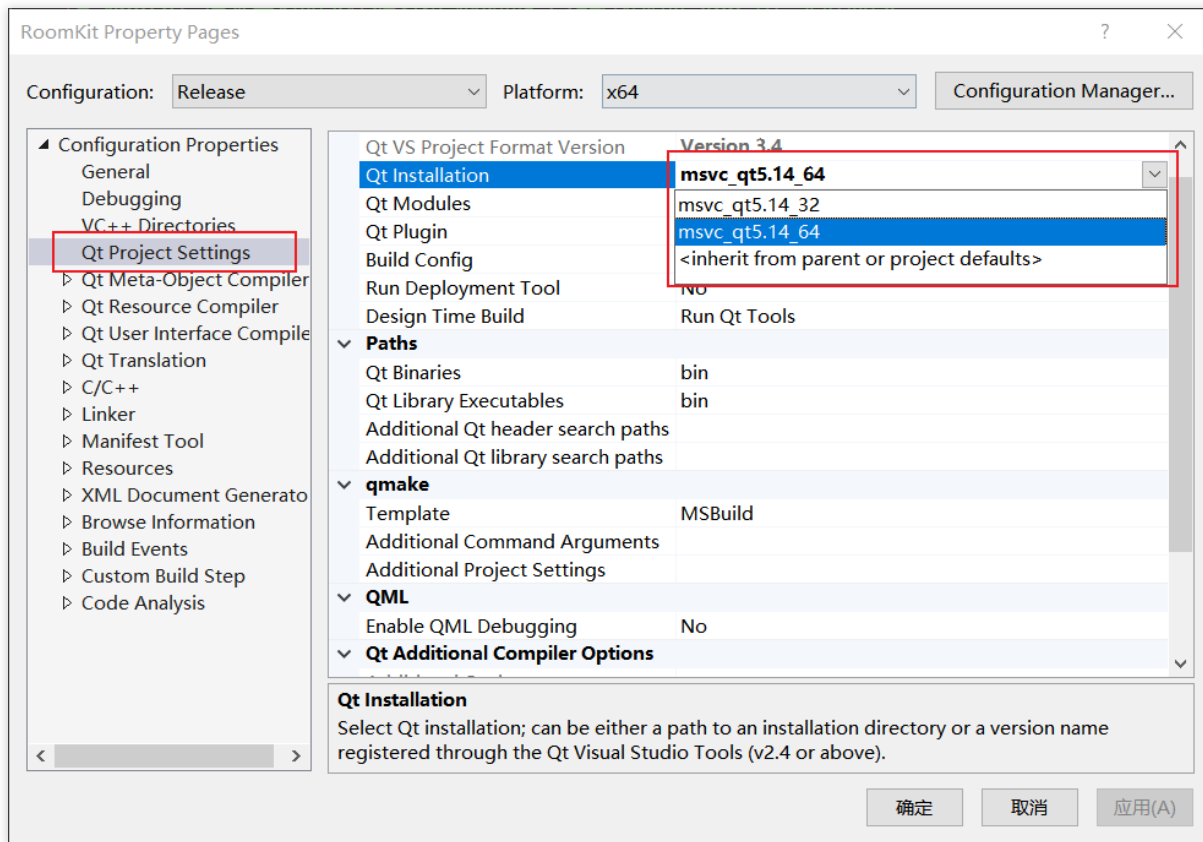 RoomKit Property Pages
?
Configuration: Release Platform: x64 Configuration Manager...
Configuration Properties
General
Debugging
VC++ Directories
Qt Project Settings
Qt Meta-Object Compiler
Qt Resource Compiler
Qt User Interface Compile
Qt Translation
C/C++
Linker
Manifest Tool
Resources
XML Document Generato
Browse Information
Build Events
Custom Build Step
Code Analysis
Qt VS Project Format Version Version 3.4
Qt Installation msvc_qt5.14_64
Qt Modules msvc_qt5.14_32
Qt Plugin msvc_qt5.14_64
Build Config <inherit from parent or project defaults>
Run Deployment Tool No
Design Time Build Run Qt Tools
Paths
Qt Binaries bin
Qt Library Executables bin
Additional Qt header search paths
Additional Qt library search paths
qmake
Template MSBuild
Additional Command Arguments
Additional Project Settings
QML
Enable QML Debugging No
Qt Additional Compiler Options
Qt Installation
Select Qt installation; can be either a path to an installation directory or a version name
registered through the Qt Visual Studio Tools (v2.4 or above).
确定 取消 应用(A)